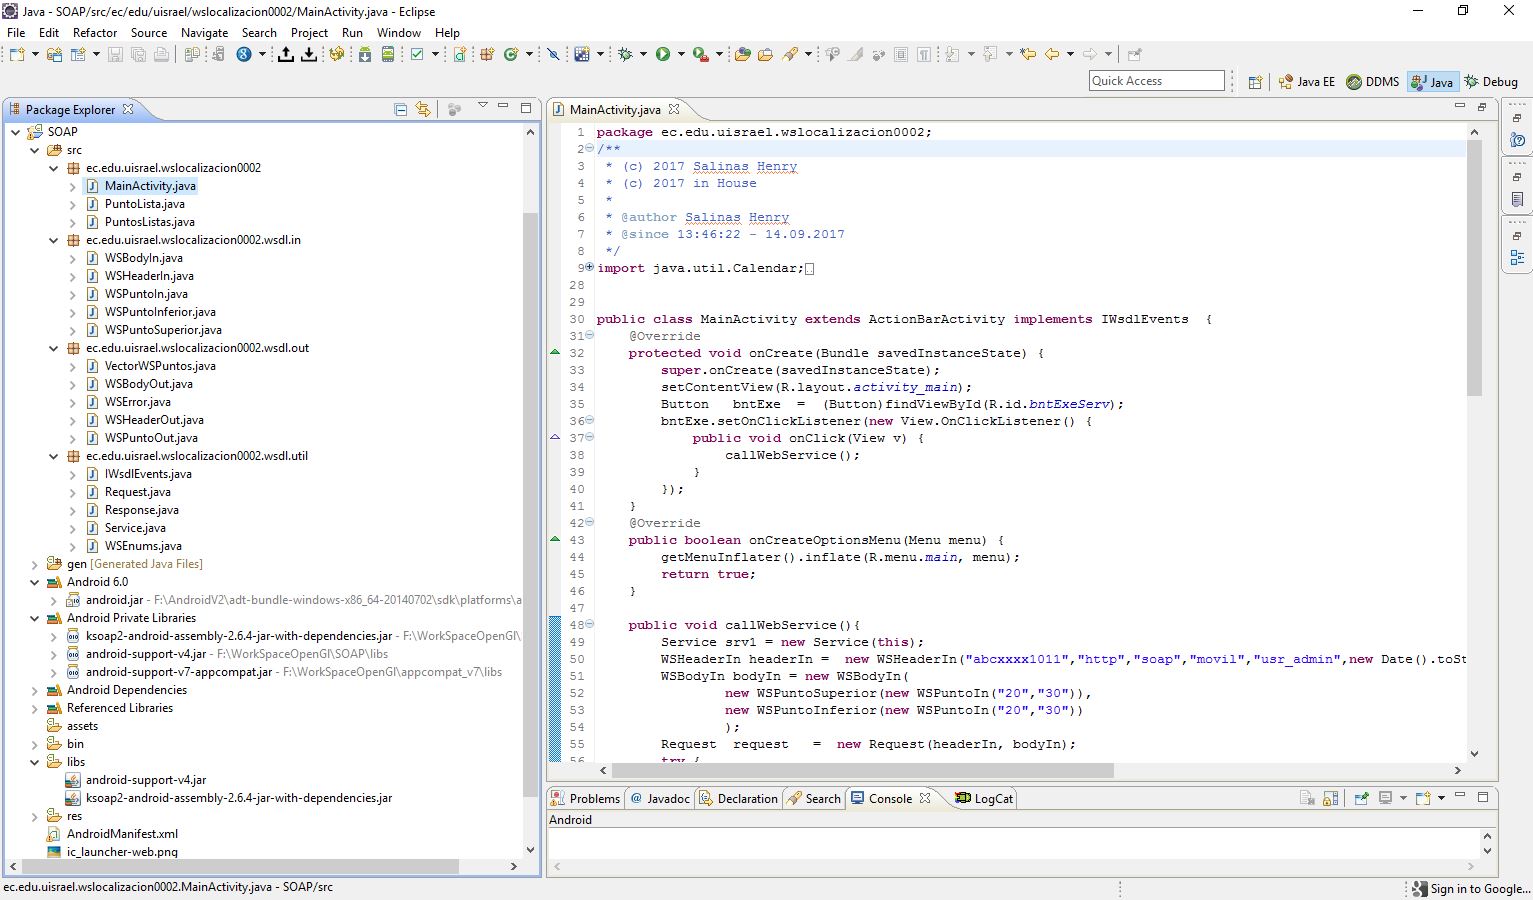 Java - SOAP/src/ec/edu/uisrael/wslocalizacion0002/MainActivity.java - Eclipse
File Edit Refactor Source Navigate Search Project Run Window Help
Quick Access
Java EE DDMS Java Debug
Package Explorer
SOAP
src
ec.edu.uisrael.wslocalizacion0002
MainActivity.java
PuntoLista.java
PuntosListas.java
ec.edu.uisrael.wslocalizacion0002.wsdl.in
WSBodyIn.java
WSHeaderIn.java
WSPuntoIn.java
WSPuntoInferior.java
WSPuntoSuperior.java
ec.edu.uisrael.wslocalizacion0002.wsdl.out
VectorWSPuntos.java
WSBodyOut.java
WSError.java
WSHeaderOut.java
WSPuntoOut.java
ec.edu.uisrael.wslocalizacion0002.wsdl.util
IWsdlEvents.java
Request.java
Response.java
Service.java
WSEnums.java
gen [Generated Java Files]
Android 6.0
android.jar - F:\AndroidV2\adt-bundle-windows-x86_64-20140702\sdk\platforms\a
Android Private Libraries
ksoap2-android-assembly-2.6.4-jar-with-dependencies.jar - F:\WorkSpaceOpenGl\
android-support-v4.jar - F:\WorkSpaceOpenGl\SOAP\libs
android-support-v7-appcompat.jar - F:\WorkSpaceOpenGl\appcompat_v7\libs
Android Dependencies
Referenced Libraries
assets
bin
libs
android-support-v4.jar
ksoap2-android-assembly-2.6.4-jar-with-dependencies.jar
res
AndroidManifest.xml
ic_launcher-web.png
MainActivity.java
1 package ec.edu.uisrael.wslocalizacion0002;
2 /**
3 * (c) 2017 Salinas Henry
4 * (c) 2017 in House
5 *
6 * @author Salinas Henry
7 * @since 13:46:22 - 14.09.2017
8 */
9 import java.util.Calendar;
28
29
30 public class MainActivity extends ActionBarActivity implements IWsdlEvents {
31 @Override
32 protected void onCreate(Bundle savedInstanceState) {
33 super.onCreate(savedInstanceState);
34 setContentView(R.layout.activity_main);
35 Button bntExe = (Button)findViewById(R.id.bntExeServ);
36 bntExe.setOnClickListener(new View.OnClickListener() {
37 public void onClick(View v) {
38 callWebService();
39 }
40 });
41 }
42 @Override
43 public boolean onCreateOptionsMenu(Menu menu) {
44 getMenuInflater().inflate(R.menu.main, menu);
45 return true;
46 }
47
48 public void callWebService(){
49 Service srv1 = new Service(this);
50 WSHeaderIn headerIn = new WSHeaderIn("abcxxxx1011","http","soap","movil","usr_admin",new Date().toSt
51 WSBodyIn bodyIn = new WSBodyIn(
52 new WSPuntoSuperior(new WSPuntoIn("20","30")),
53 new WSPuntoInferior(new WSPuntoIn("20","30"))
54 );
55 Request request = new Request(headerIn, bodyIn);
56 try {
Problems @ Javadoc Declaration Search Console LogCat
Android
ec.edu.uisrael.wslocalizacion0002.MainActivity.java - SOAP/src
Sign in to Google...